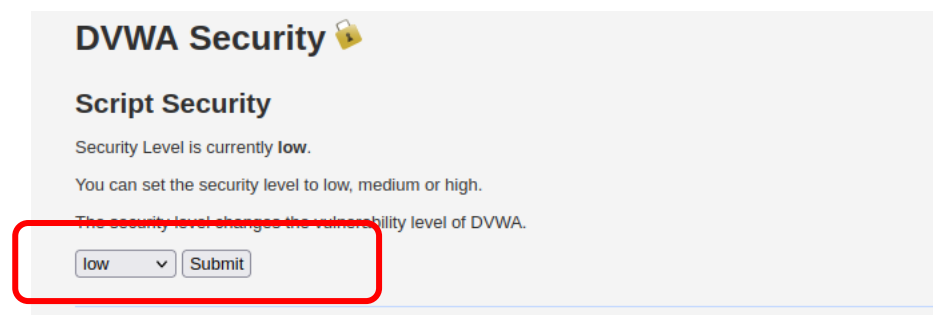 DVWA Security
Script Security
Security Level is currently low.
You can set the security level to low, medium or high.
The security level changes the vulnerability level of DVWA.
low Submit